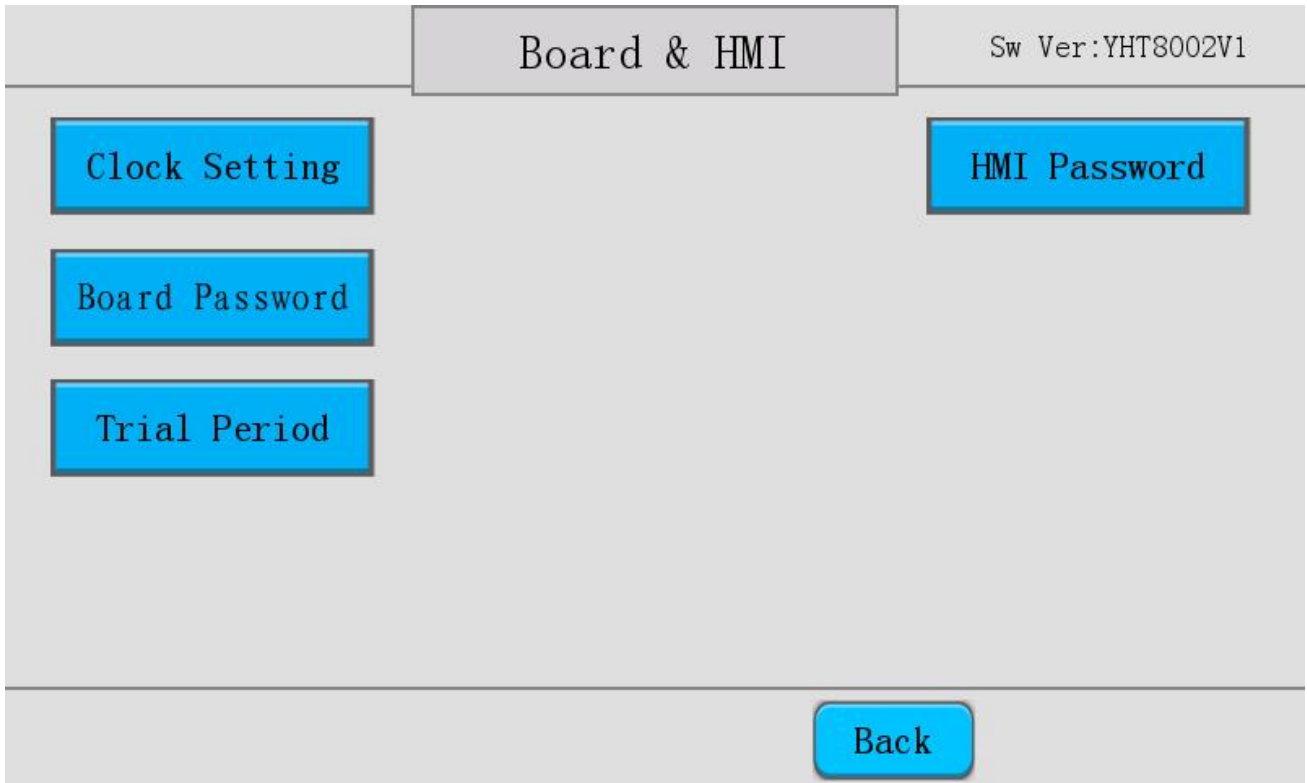 Board & HMI
Sw Ver:YHT8002V1
Clock Setting
HMI Password
Board Password
Trial Period
Back